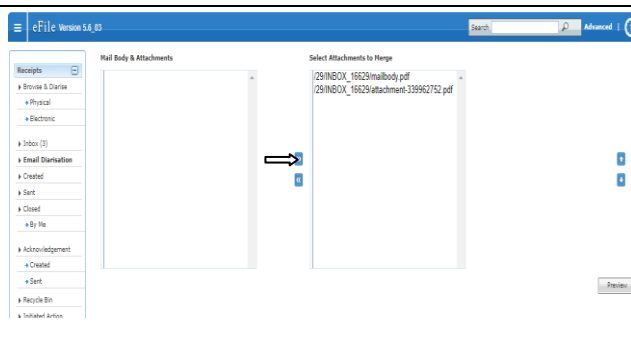 eFile Version 5.6_03
Search
Advanced
Receipts
Browse & Diarise
Physical
Electronic
Inbox (3)
Email Diarisation
Created
Sent
Closed
By Me
Acknowledgement
Created
Sent
Recycle Bin
Initiated Action
Mail Body & Attachments
Select Attachments to Merge
/29/INBOX_16629/mailbody.pdf
/29/INBOX_16629/attachment-339962752.pdf
Preview